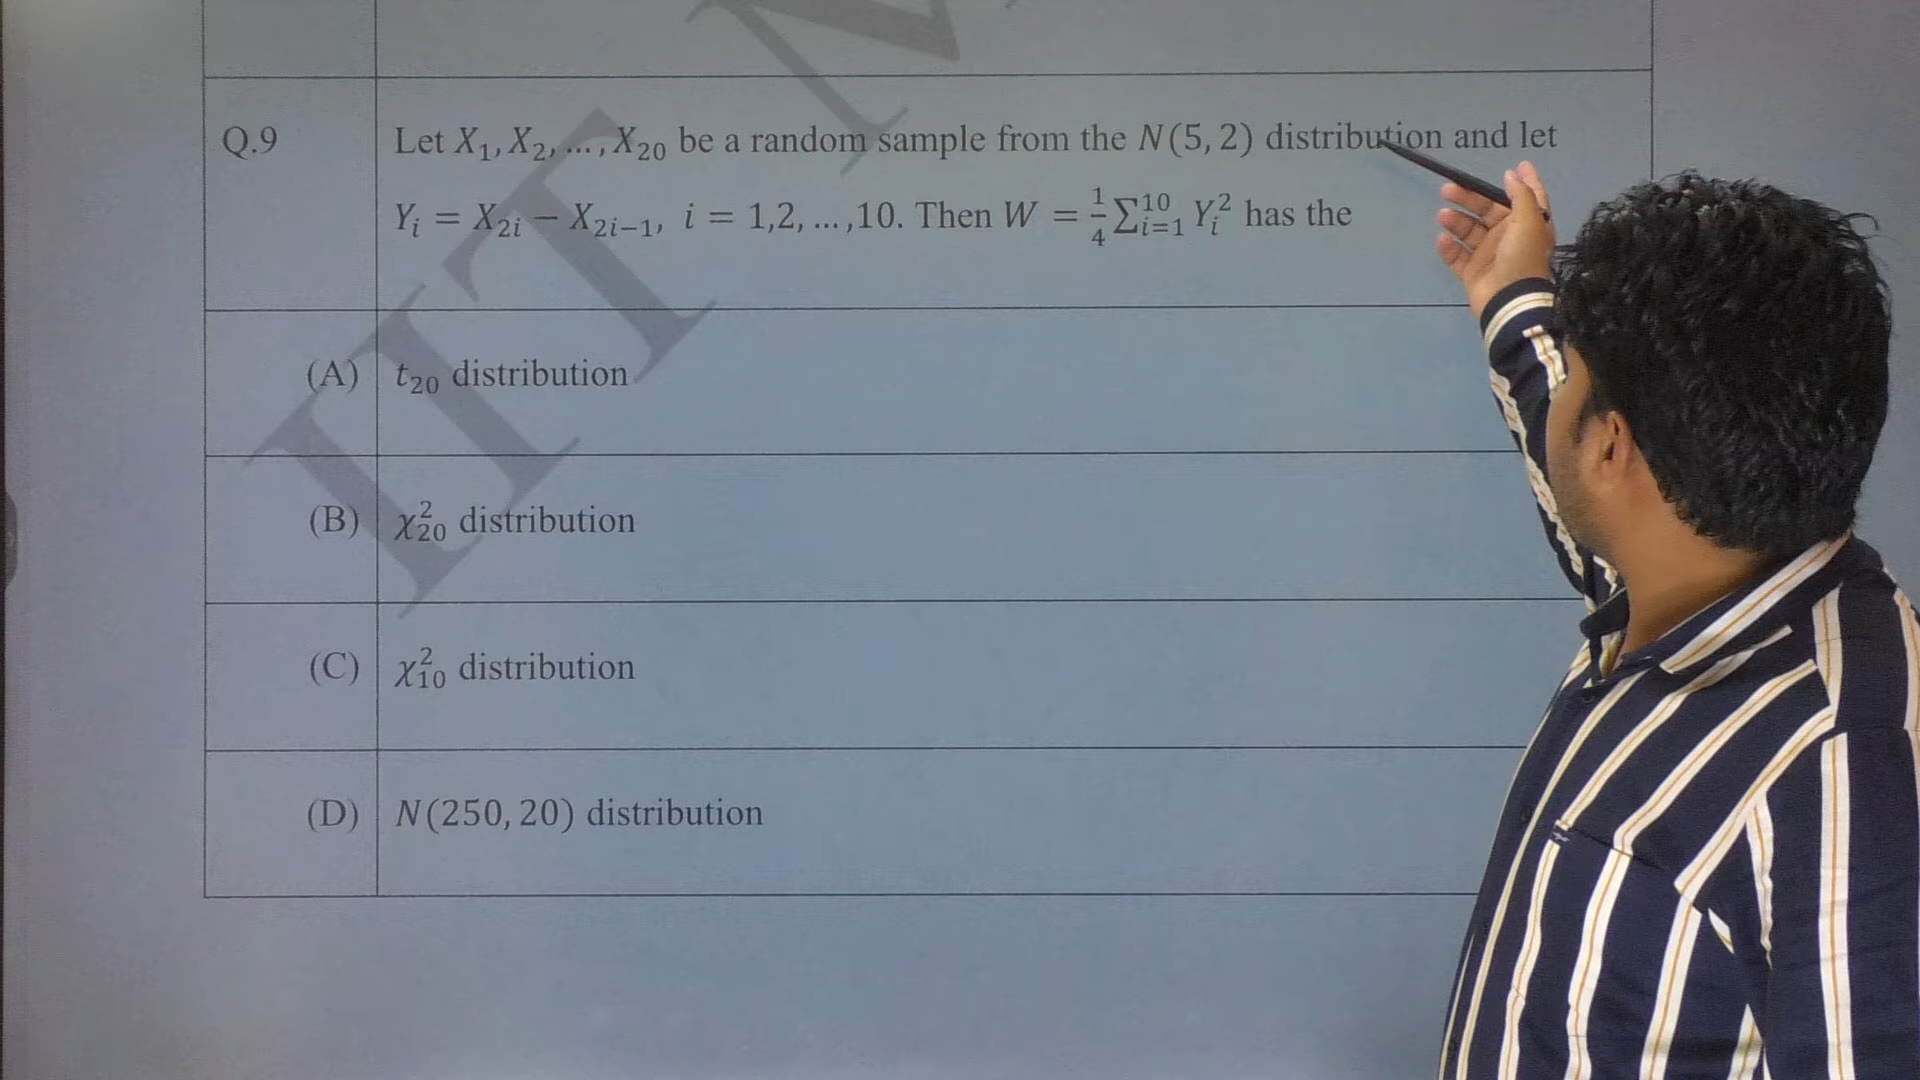 Q.9 Let X₁, X₂, …, X₂₀ be a random sample from the N(5, 2) distribution and let
Yᵢ = X₂ᵢ − X₂ᵢ₋₁, i = 1,2, … ,10. Then W = ¼ ∑¹⁰ᵢ₌₁ Yᵢ² has the
(A) t₂₀ distribution
(B) χ²₂₀ distribution
(C) χ²₁₀ distribution
(D) N(250, 20) distribution
IIT